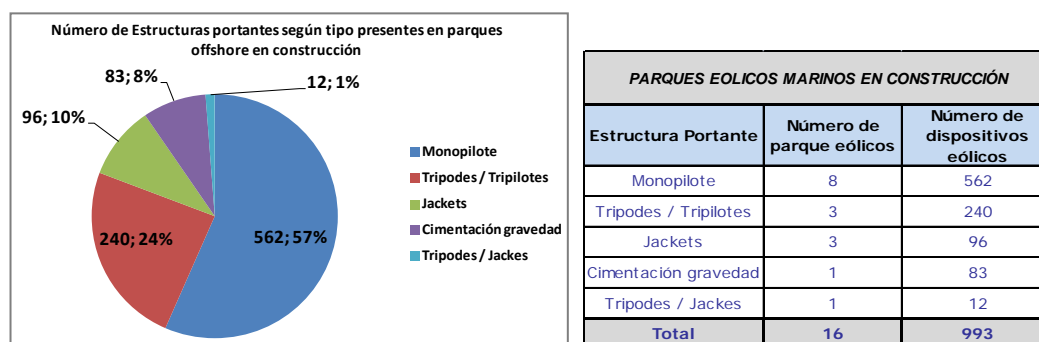 Número de Estructuras portantes según tipo presentes en parques
offshore en construcción
83; 8%
12; 1%
96; 10%
240; 24%
562; 57%
Monopilote
Tripodes / Tripilotes
Jackets
Cimentación gravedad
Tripodes / Jackes
PARQUES EOLICOS MARINOS EN CONSTRUCCIÓN
Estructura Portante
Número de
parque eólicos
Número de
dispositivos
eólicos
Monopilote 8 562
Tripodes / Tripilotes 3 240
Jackets 3 96
Cimentación gravedad 1 83
Tripodes / Jackes 1 12
Total 16 993